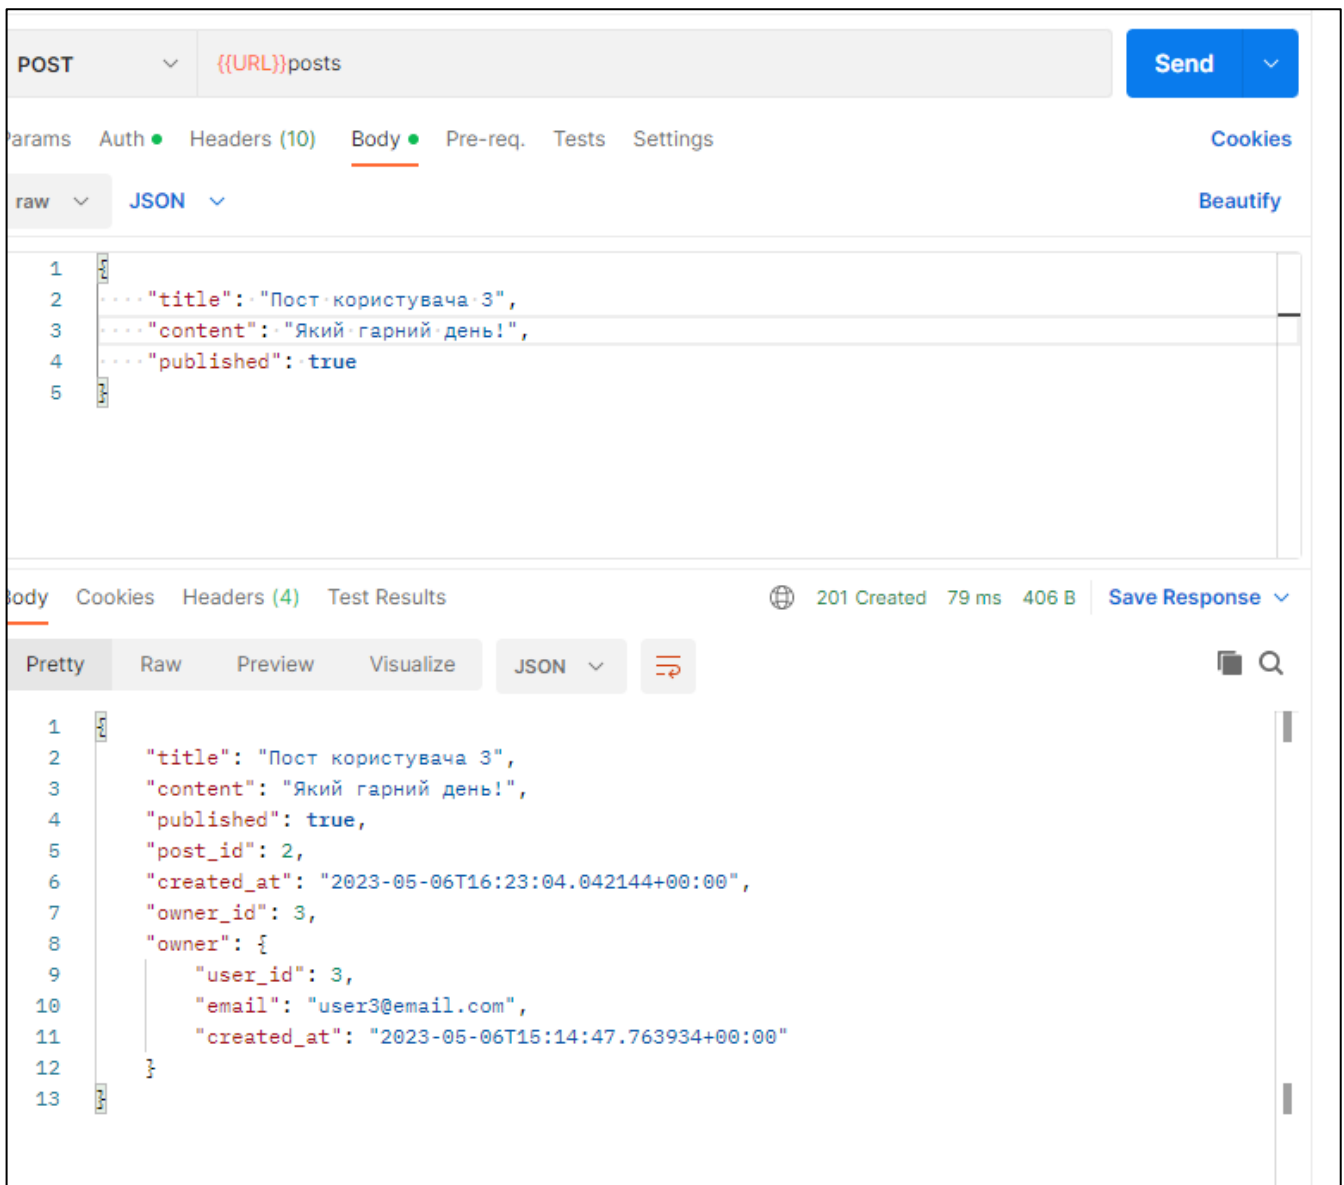 POST {{URL}}posts Send
Params Auth Headers (10) Body Pre-req. Tests Settings Cookies
raw JSON Beautify
1 {
2 "title": "Пост користувача 3",
3 "content": "Який гарний день!",
4 "published": true
5 }
Body Cookies Headers (4) Test Results 201 Created 79 ms 406 B Save Response
Pretty Raw Preview Visualize JSON
1 {
2 "title": "Пост користувача 3",
3 "content": "Який гарний день!",
4 "published": true,
5 "post_id": 2,
6 "created_at": "2023-05-06T16:23:04.042144+00:00",
7 "owner_id": 3,
8 "owner": {
9 "user_id": 3,
10 "email": "user3@email.com",
11 "created_at": "2023-05-06T15:14:47.763934+00:00"
12 }
13 }